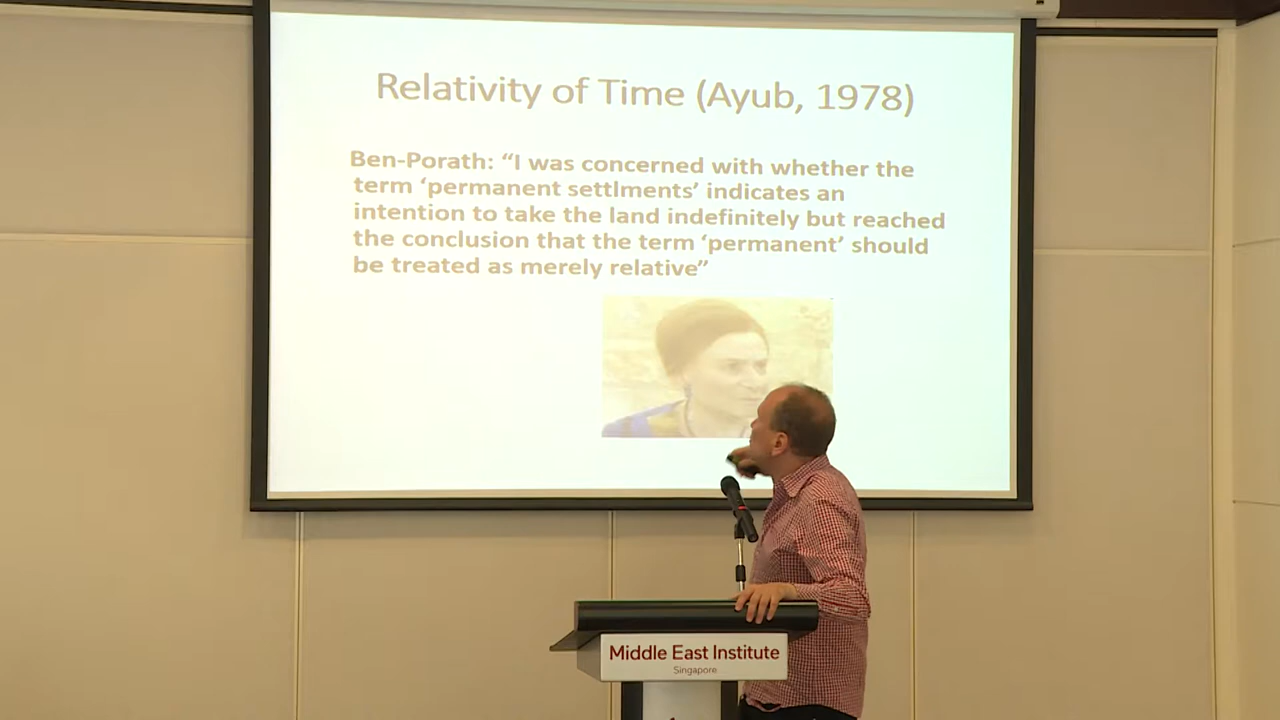 Relativity of Time (Ayub, 1978)
Ben-Porath: “I was concerned with whether the
term ‘permanent settlments’ indicates an
intention to take the land indefinitely but reached
the conclusion that the term ‘permanent’ should
be treated as merely relative”
Middle East Institute
Singapore